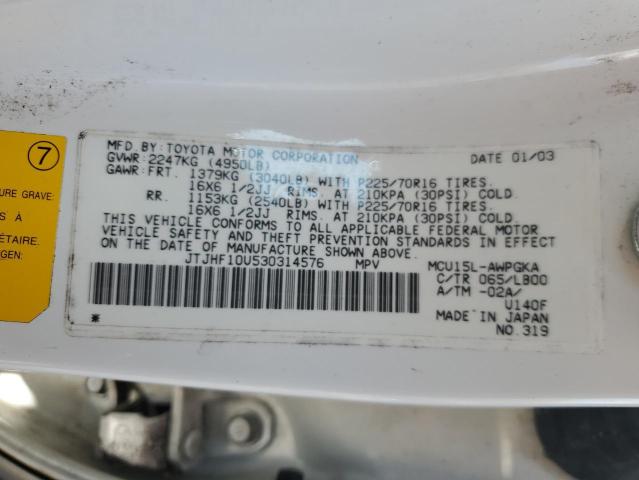 7
URE GRAVE:
S À
ÉTAIRE.
GEN:
MFD. BY: TOYOTA MOTOR CORPORATION DATE 01/03
GVWR: 2247KG (4950LB)
GAWR: FRT. 1379KG (3040LB) WITH P225/70R16 TIRES.
16X6 1/2JJ RIMS. AT 210KPA (30PSI) COLD.
RR. 1153KG (2540LB) WITH P225/70R16 TIRES.
16X6 1/2JJ RIMS. AT 210KPA (30PSI) COLD.
THIS VEHICLE CONFORMS TO ALL APPLICABLE FEDERAL MOTOR
VEHICLE SAFETY AND THEFT PREVENTION STANDARDS IN EFFECT
ON THE DATE OF MANUFACTURE SHOWN ABOVE.
JTJHF10U530314576 MPV MCU15L-AWPGKA
C/TR 065/LB00
A/TM -02A/
U140F
* MADE IN JAPAN
NO.319